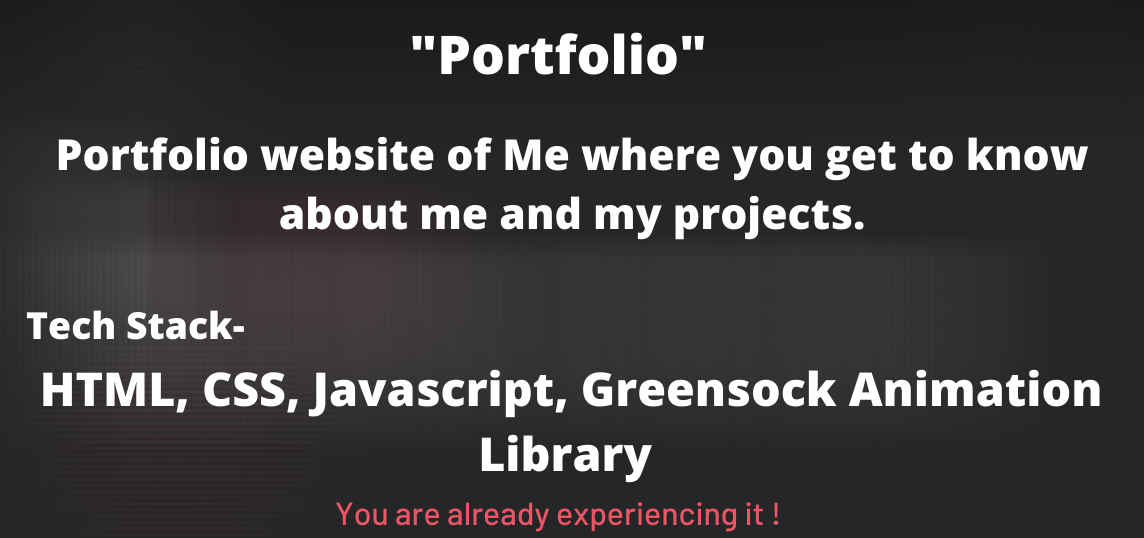 "Portfolio"
Portfolio website of Me where you get to know
about me and my projects.
Tech Stack-
HTML, CSS, Javascript, Greensock Animation
Library
You are already experiencing it !